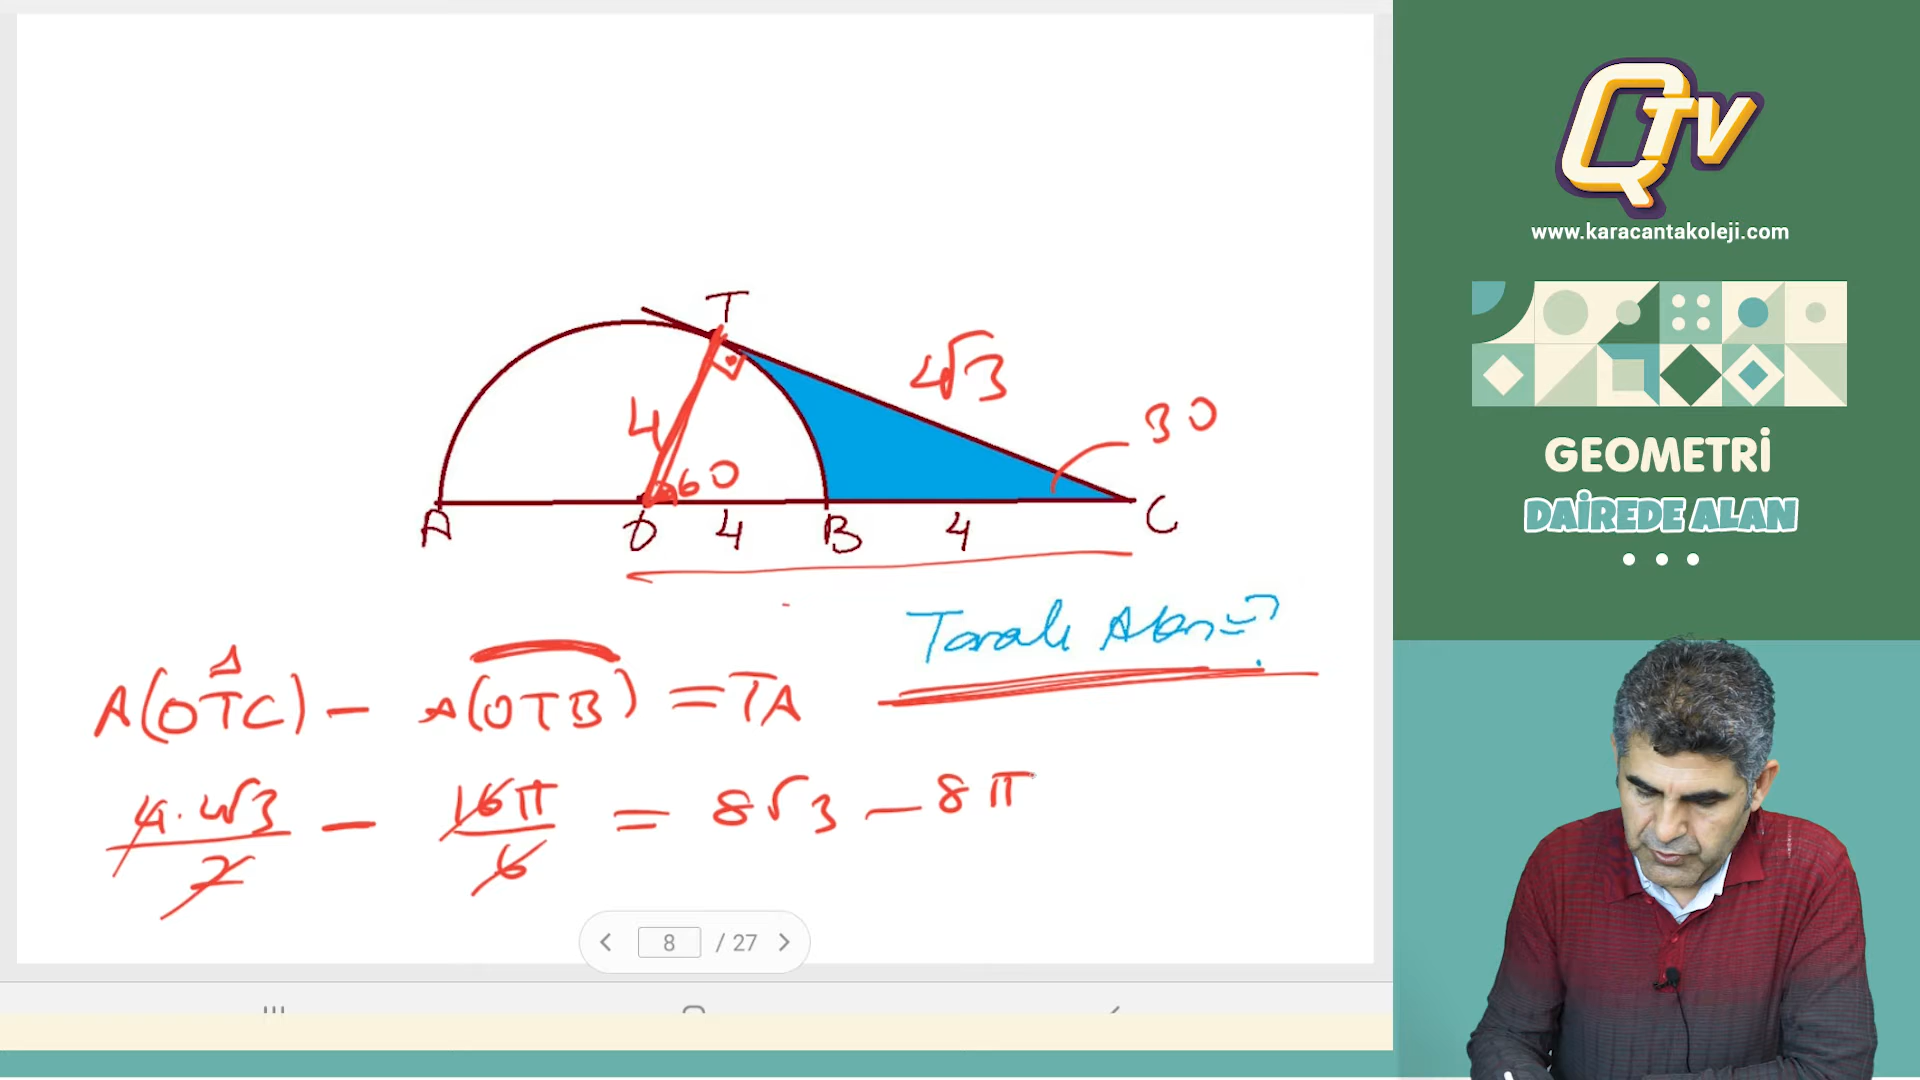 QTV
www.karacantakoleji.com
GEOMETRİ
DAİREDE ALAN
T
4√3
30
4
60
A O 4 B 4 C
Taralı Alan=?
A(OTC) − A(OTB) = TA
4.4√3/2 − 16π/6 = 8√3 − 8π
8 / 27